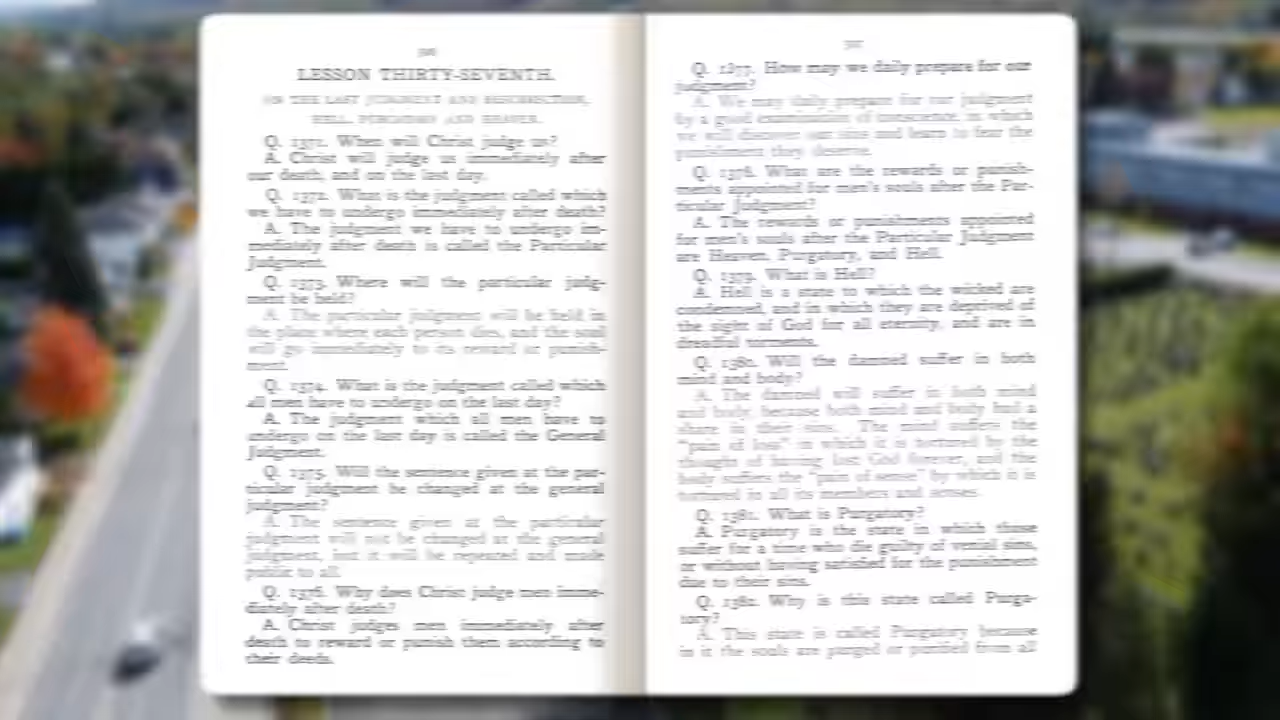 LESSON THIRTY-SEVENTH.
ON THE LAST JUDGMENT AND RESURRECTION,
HELL, PURGATORY AND HEAVEN.
Q. 1371. When will Christ judge us?
A. Christ will judge us immediately after
our death, and on the last day.
Q. 1372. What is the judgment called which
we have to undergo immediately after death?
A. The judgment we have to undergo im-
mediately after death is called the Particular
Judgment.
Q. 1373. Where will the particular judg-
ment be held?
A. The particular judgment will be held in
the place where each person dies, and the soul
will go immediately to its reward or punish-
ment.
Q. 1374. What is the judgment called which
all men have to undergo on the last day?
A. The judgment which all men have to
undergo on the last day is called the General
Judgment.
Q. 1375. Will the sentence given at the par-
ticular judgment be changed at the general
judgment?
A. The sentence given at the particular
judgment will not be changed at the general
judgment, but it will be repeated and made
public to all.
Q. 1376. Why does Christ judge men imme-
diately after death?
A. Christ judges men immediately after
death to reward or punish them according to
their deeds.
Q. 1377. How may we daily prepare for our
judgment?
A. We may daily prepare for our judgment
by a good examination of conscience, in which
we will discover our sins and learn to fear the
punishment they deserve.
Q. 1378. What are the rewards or punish-
ments appointed for men's souls after the Par-
ticular Judgment?
A. The rewards or punishments appointed
for men's souls after the Particular Judgment
are Heaven, Purgatory, and Hell.
Q. 1379. What is Hell?
A. Hell is a state to which the wicked are
condemned, and in which they are deprived of
the sight of God for all eternity, and are in
dreadful torments.
Q. 1380. Will the damned suffer in both
mind and body?
A. The damned will suffer in both mind
and body, because both mind and body had a
share in their sins. The mind suffers the
"pain of loss" in which it is tortured by the
thought of having lost God forever, and the
body suffers the "pain of sense" by which it is
tortured in all its members and senses.
Q. 1381. What is Purgatory?
A. Purgatory is the state in which those
suffer for a time who die guilty of venial sins,
or without having satisfied for the punishment
due to their sins.
Q. 1382. Why is this state called Purga-
tory?
A. This state is called Purgatory because
in it the souls are purged or purified from all